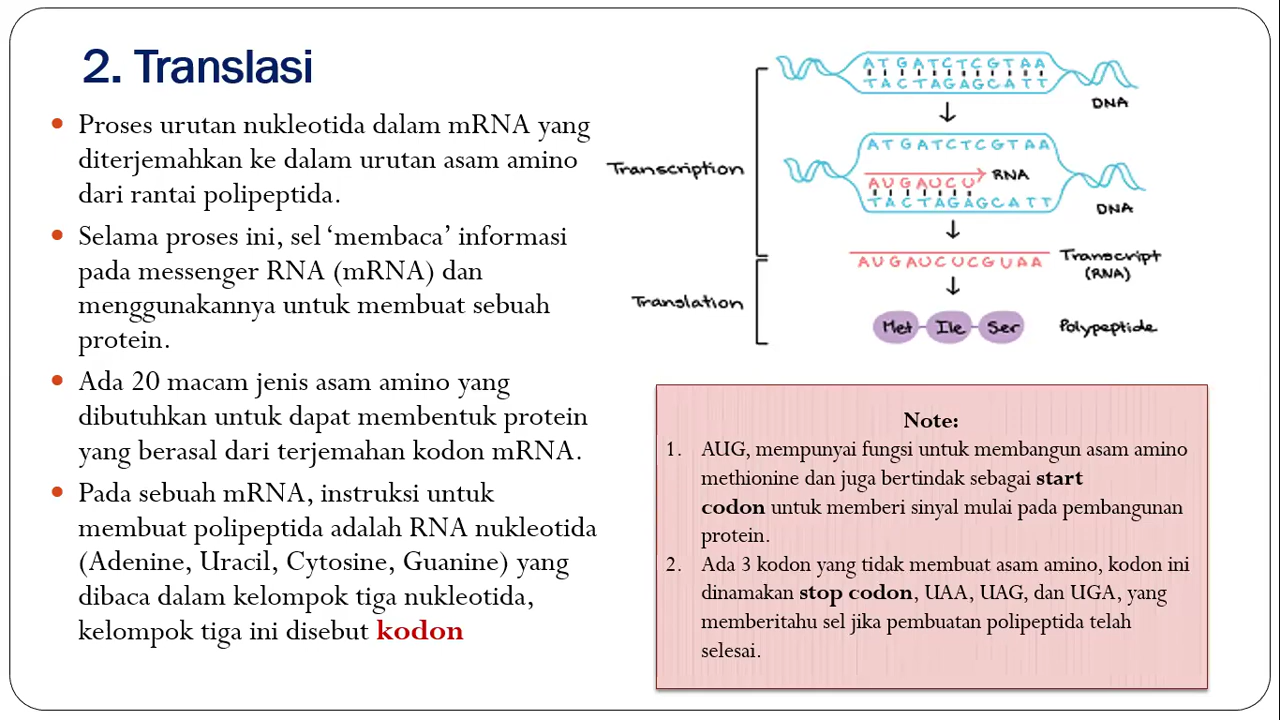 2. Translasi
• Proses urutan nukleotida dalam mRNA yang
diterjemahkan ke dalam urutan asam amino
dari rantai polipeptida.
• Selama proses ini, sel ‘membaca’ informasi
pada messenger RNA (mRNA) dan
menggunakannya untuk membuat sebuah
protein.
• Ada 20 macam jenis asam amino yang
dibutuhkan untuk dapat membentuk protein
yang berasal dari terjemahan kodon mRNA.
• Pada sebuah mRNA, instruksi untuk
membuat polipeptida adalah RNA nukleotida
(Adenine, Uracil, Cytosine, Guanine) yang
dibaca dalam kelompok tiga nukleotida,
kelompok tiga ini disebut kodon
ATGATCTCGTAA
TACTAGAGCATT
DNA
Transcription
ATGATCTCGTAA
RNA
AUGAUCU
TACTAGAGCATT
DNA
AUGAUCUCGUAA
Transcript
(RNA)
Translation
Met Ile Ser
Polypeptide
Note:
1. AUG, mempunyai fungsi untuk membangun asam amino
methionine dan juga bertindak sebagai start
codon untuk memberi sinyal mulai pada pembangunan
protein.
2. Ada 3 kodon yang tidak membuat asam amino, kodon ini
dinamakan stop codon, UAA, UAG, dan UGA, yang
memberitahu sel jika pembuatan polipeptida telah
selesai.